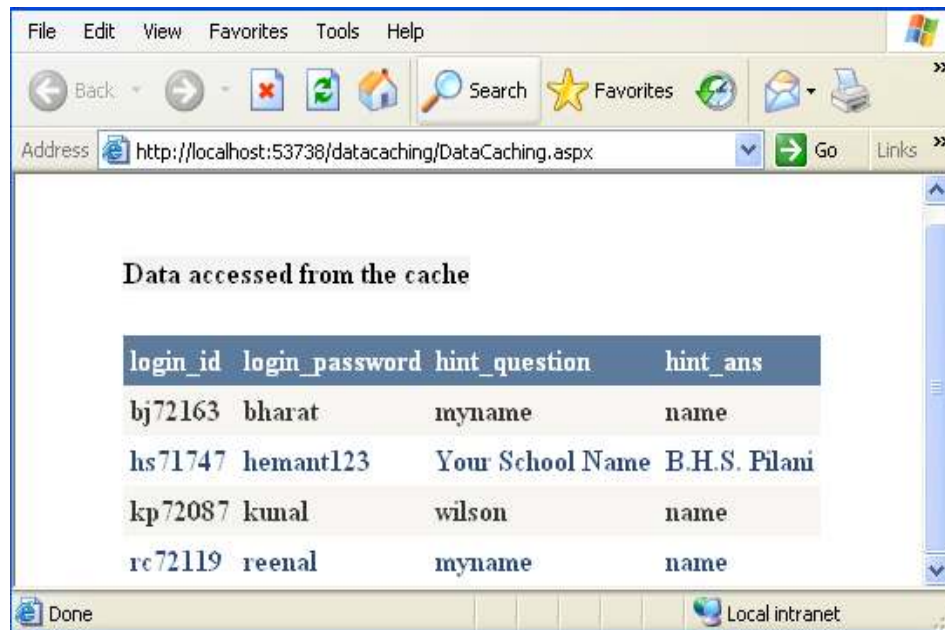 File Edit View Favorites Tools Help
Back Search Favorites »
Address http://localhost:53738/datacaching/DataCaching.aspx Go Links »
Data accessed from the cache
login_id login_password hint_question hint_ans
bj72163 bharat myname name
hs71747 hemant123 Your School Name B.H.S. Pilani
kp72087 kunal wilson name
rc72119 reenal myname name
Done Local intranet